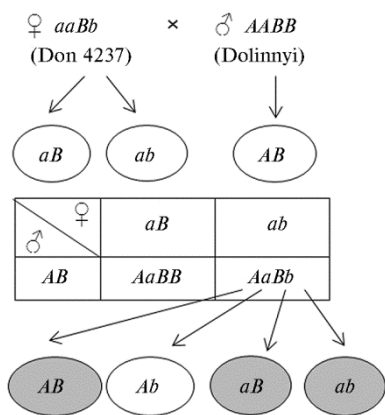 ♀ aaBb × ♂ AABB
(Don 4237) (Dolinnyi)
aB ab AB
♀
♂
aB ab
AB AaBB AaBb
AB Ab aB ab